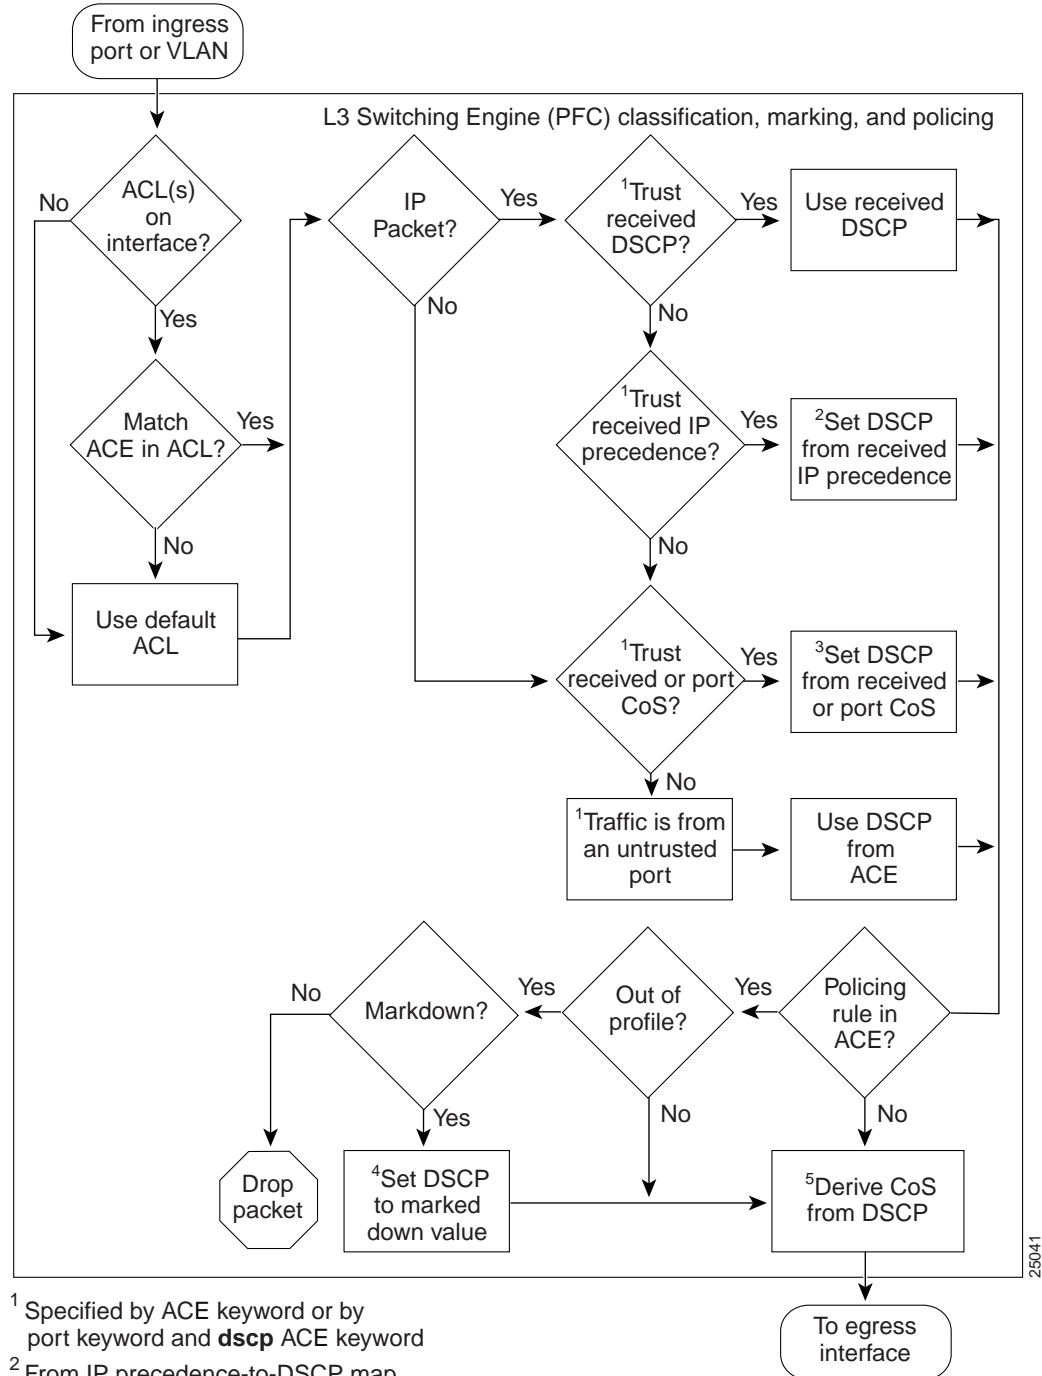 From ingress
port or VLAN
L3 Switching Engine (PFC) classification, marking, and policing
ACL(s)
on
interface?
No
Yes
Match
ACE in ACL?
Yes
No
Use default
ACL
IP
Packet?
Yes
No
1Trust
received
DSCP?
Yes
No
Use received
DSCP
1Trust
received IP
precedence?
Yes
No
2Set DSCP
from received
IP precedence
1Trust
received or port
CoS?
Yes
No
3Set DSCP
from received
or port CoS
1Traffic is from
an untrusted
port
Use DSCP
from
ACE
Policing
rule in
ACE?
Yes
No
Out of
profile?
Yes
No
Markdown?
No
Yes
Drop
packet
4Set DSCP
to marked
down value
5Derive CoS
from DSCP
25041
To egress
interface
1 Specified by ACE keyword or by
port keyword and dscp ACE keyword
2 From IP precedence-to-DSCP map